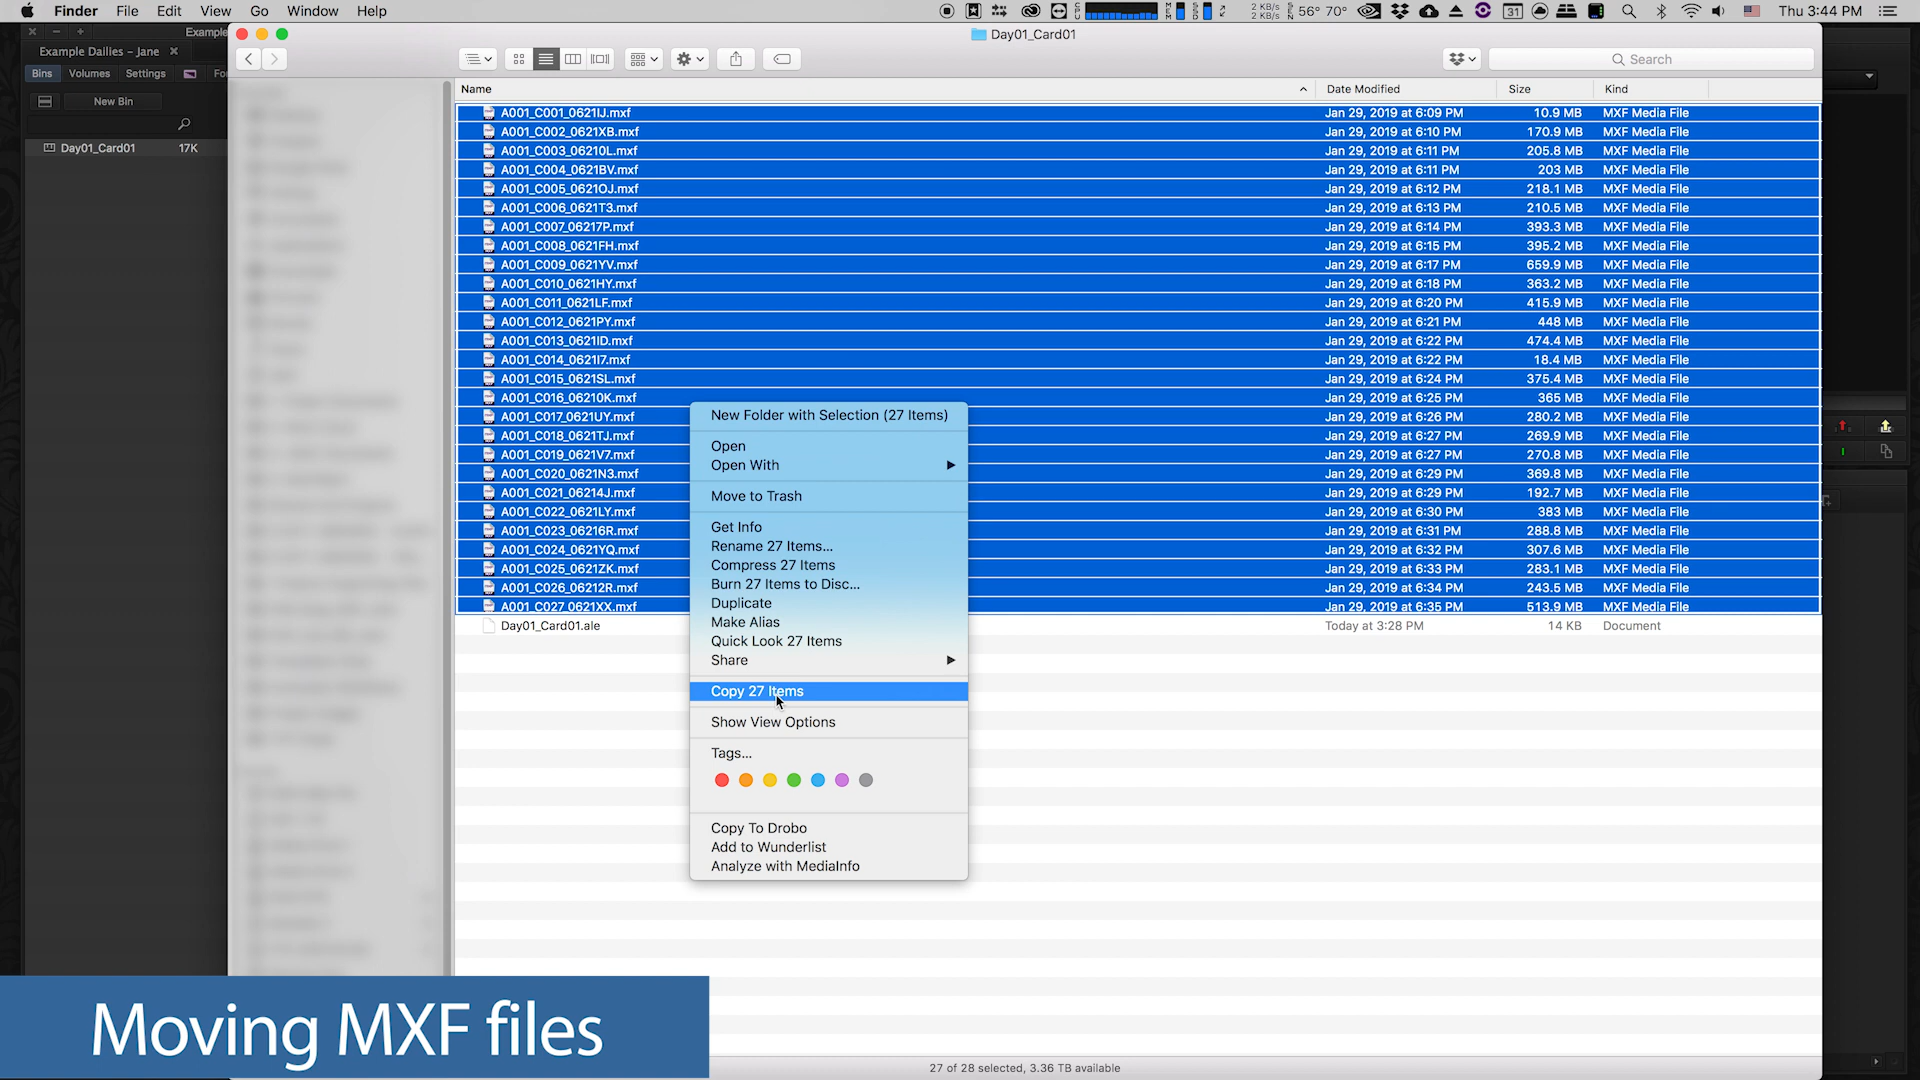 Finder File Edit View Go Window Help
2 KB/s
2 KB/s
56° 70°
31
Thu 3:44 PM
Example
Day01_Card01
Example Dailles - Jane
Bins Volumes Settings Fo
New Bin
Day01_Card01 17K
Search
Name Date Modified Size Kind
A001_C001_0621IJ.mxf Jan 29, 2019 at 6:09 PM 10.9 MB MXF Media File
A001_C002_0621XB.mxf Jan 29, 2019 at 6:10 PM 170.9 MB MXF Media File
A001_C003_06210L.mxf Jan 29, 2019 at 6:11 PM 205.8 MB MXF Media File
A001_C004_0621BV.mxf Jan 29, 2019 at 6:11 PM 203 MB MXF Media File
A001_C005_0621OJ.mxf Jan 29, 2019 at 6:12 PM 218.1 MB MXF Media File
A001_C006_0621T3.mxf Jan 29, 2019 at 6:13 PM 210.5 MB MXF Media File
A001_C007_06217P.mxf Jan 29, 2019 at 6:14 PM 393.3 MB MXF Media File
A001_C008_0621FH.mxf Jan 29, 2019 at 6:15 PM 395.2 MB MXF Media File
A001_C009_0621YV.mxf Jan 29, 2019 at 6:17 PM 659.9 MB MXF Media File
A001_C010_0621HY.mxf Jan 29, 2019 at 6:18 PM 363.2 MB MXF Media File
A001_C011_0621LF.mxf Jan 29, 2019 at 6:20 PM 415.9 MB MXF Media File
A001_C012_0621PY.mxf Jan 29, 2019 at 6:21 PM 448 MB MXF Media File
A001_C013_0621ID.mxf Jan 29, 2019 at 6:22 PM 474.4 MB MXF Media File
A001_C014_0621I7.mxf Jan 29, 2019 at 6:22 PM 18.4 MB MXF Media File
A001_C015_0621SL.mxf Jan 29, 2019 at 6:24 PM 375.4 MB MXF Media File
A001_C016_06210K.mxf Jan 29, 2019 at 6:25 PM 365 MB MXF Media File
A001_C017_0621UY.mxf Jan 29, 2019 at 6:26 PM 280.2 MB MXF Media File
A001_C018_0621TJ.mxf Jan 29, 2019 at 6:27 PM 269.9 MB MXF Media File
A001_C019_0621V7.mxf Jan 29, 2019 at 6:27 PM 270.8 MB MXF Media File
A001_C020_0621N3.mxf Jan 29, 2019 at 6:29 PM 369.8 MB MXF Media File
A001_C021_06214J.mxf Jan 29, 2019 at 6:29 PM 192.7 MB MXF Media File
A001_C022_0621LY.mxf Jan 29, 2019 at 6:30 PM 383 MB MXF Media File
A001_C023_06216R.mxf Jan 29, 2019 at 6:31 PM 288.8 MB MXF Media File
A001_C024_0621YQ.mxf Jan 29, 2019 at 6:32 PM 307.6 MB MXF Media File
A001_C025_0621ZK.mxf Jan 29, 2019 at 6:33 PM 283.1 MB MXF Media File
A001_C026_06212R.mxf Jan 29, 2019 at 6:34 PM 243.5 MB MXF Media File
A001_C027_0621XX.mxf Jan 29, 2019 at 6:35 PM 513.9 MB MXF Media File
Day01_Card01.ale Today at 3:28 PM 14 KB Document
New Folder with Selection (27 Items)
Open
Open With
Move to Trash
Get Info
Rename 27 Items...
Compress 27 Items
Burn 27 Items to Disc...
Duplicate
Make Alias
Quick Look 27 Items
Share
Copy 27 Items
Show View Options
Tags...
Copy To Drobo
Add to Wunderlist
Analyze with MediaInfo
Moving MXF files
27 of 28 selected, 3.36 TB available